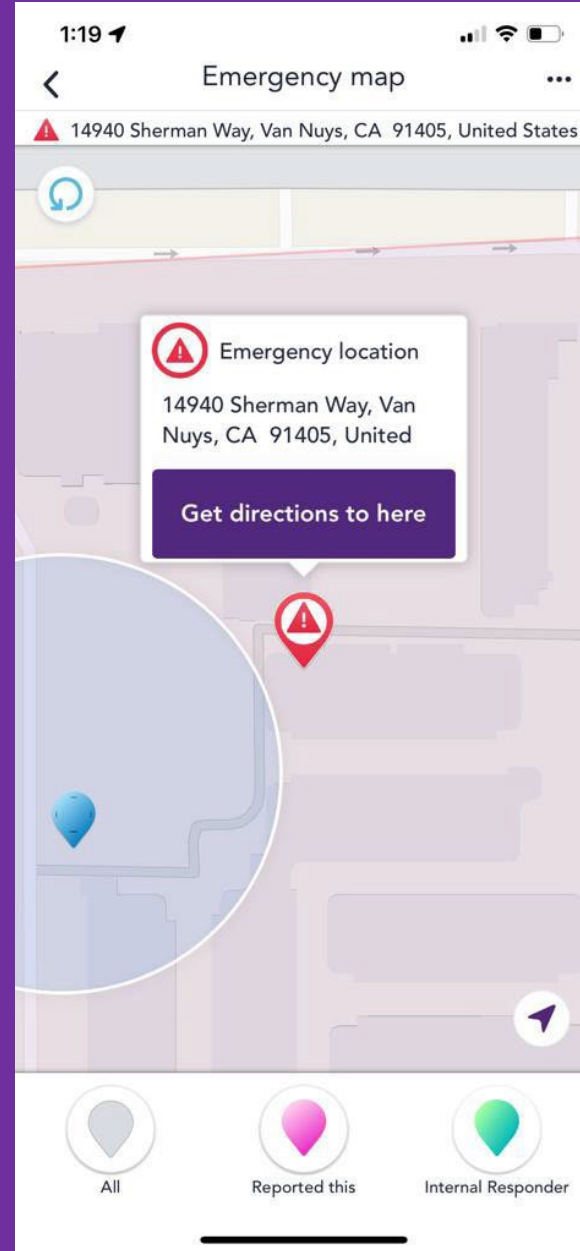 1:19
Emergency map
14940 Sherman Way, Van Nuys, CA 91405, United States
Emergency location
14940 Sherman Way, Van
Nuys, CA 91405, United
Get directions to here
All
Reported this
Internal Responder